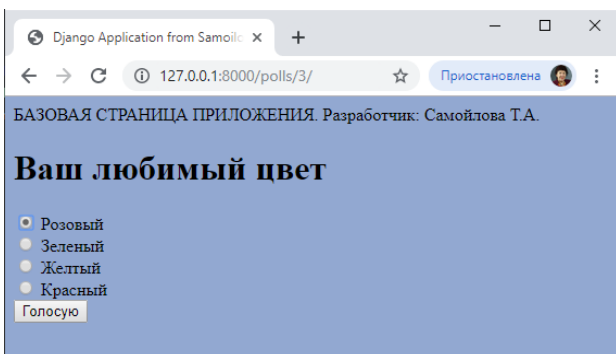 Django Application from Samoilo
127.0.0.1:8000/polls/3/
Приостановлена
БАЗОВАЯ СТРАНИЦА ПРИЛОЖЕНИЯ. Разработчик: Самойлова Т.А.
Ваш любимый цвет
Розовый
Зеленый
Желтый
Красный
Голосую